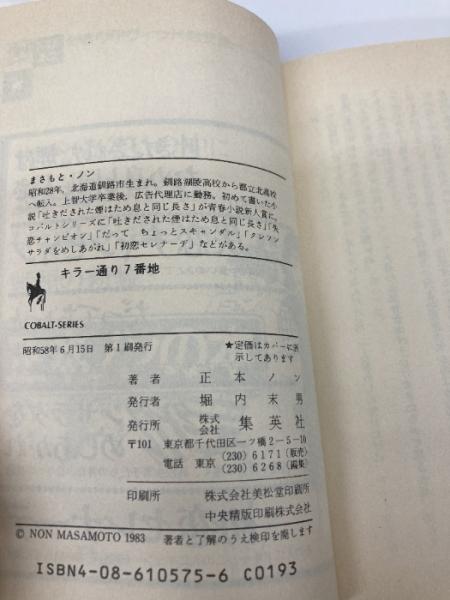 まさもと・ノン
昭和28年、北海道釧路市生まれ。釧路湖陵高校から都立北高校
へ転入。上智大学卒業後、広告代理店に勤務。初めて書いた小
説「吐きだされた煙はため息と同じ長さ」が青春小説新人賞に。
コバルトシリーズに「吐きだされた煙はため息と同じ長さ」「失
恋チャンピオン」「だって ちょっとスキャンダル」「クレソン
サラダをめしあがれ」「初恋セレナーデ」などがある。
キラー通り7番地
COBALT-SERIES
昭和58年6月15日 第1刷発行
★定価はカバーに表
示してあります
著者 正本ノン
発行者 堀内末男
発行所 株式会社 集英社
〒101 東京都千代田区一ツ橋2-5-10
電話 東京 (230)6171(販売)
(230)6268(編集)
印刷所 株式会社美松堂印刷所
中央精版印刷株式会社
© NON MASAMOTO 1983 著者と了解のうえ検印を廃します
ISBN4-08-610575-6 C0193